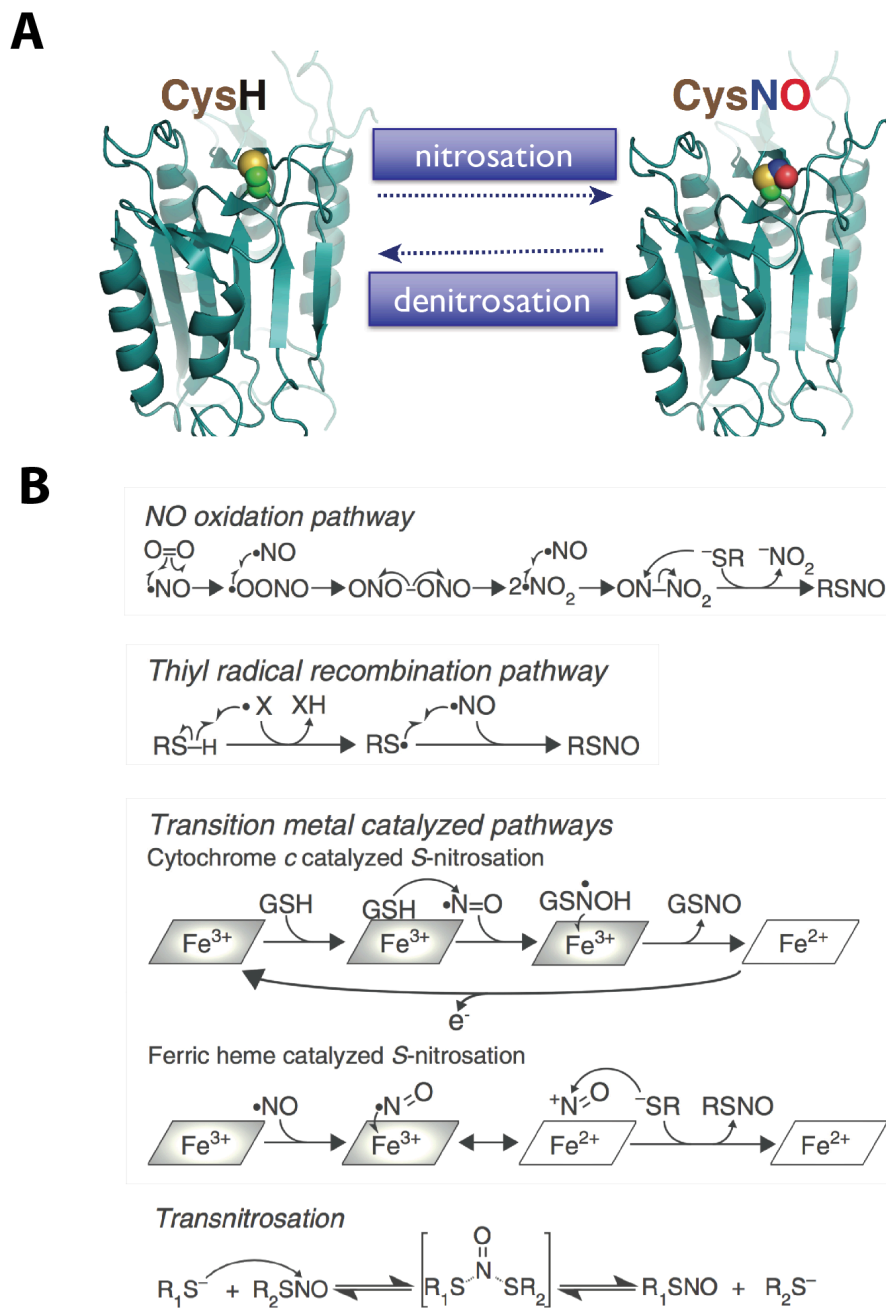 A
CysH
CysNO
nitrosation
denitrosation
B
NO oxidation pathway
O=O
•NO
•NO
⁻SR
⁻NO₂
•NO
•OONO
ONO-ONO
2•NO₂
ON–NO₂
RSNO
Thiyl radical recombination pathway
•X
XH
•NO
RS–H
RS•
RSNO
Transition metal catalyzed pathways
Cytochrome c catalyzed S-nitrosation
GSH
GSH
•N=O
GSṄOH
GSNO
Fe³⁺
Fe³⁺
Fe³⁺
Fe²⁺
e⁻
Ferric heme catalyzed S-nitrosation
•NO
•N=O
⁺N=O
⁻SR
RSNO
Fe³⁺
Fe³⁺
Fe²⁺
Fe²⁺
Transnitrosation
O
R₁S⁻ + R₂SNO
R₁S N SR₂
R₁SNO + R₂S⁻